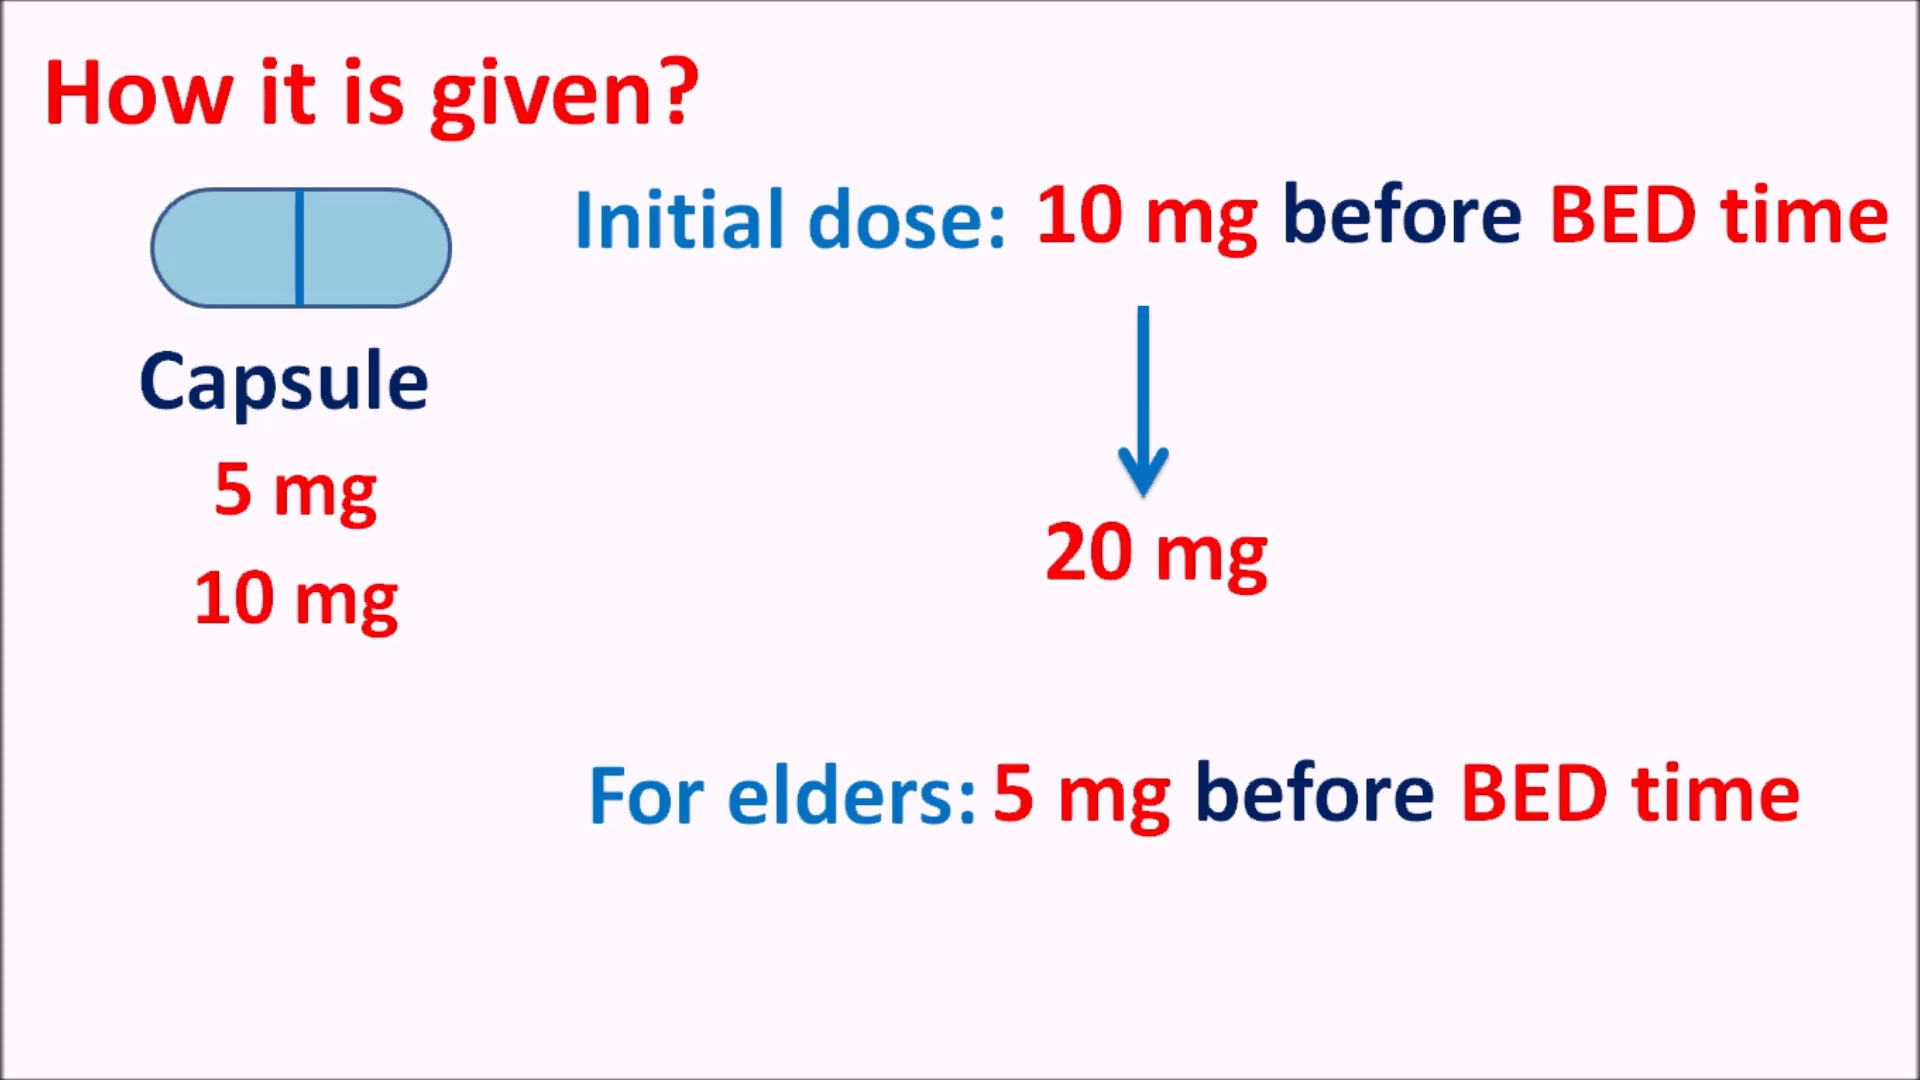 How it is given?
Initial dose: 10 mg before BED time
Capsule
5 mg
10 mg
20 mg
For elders: 5 mg before BED time